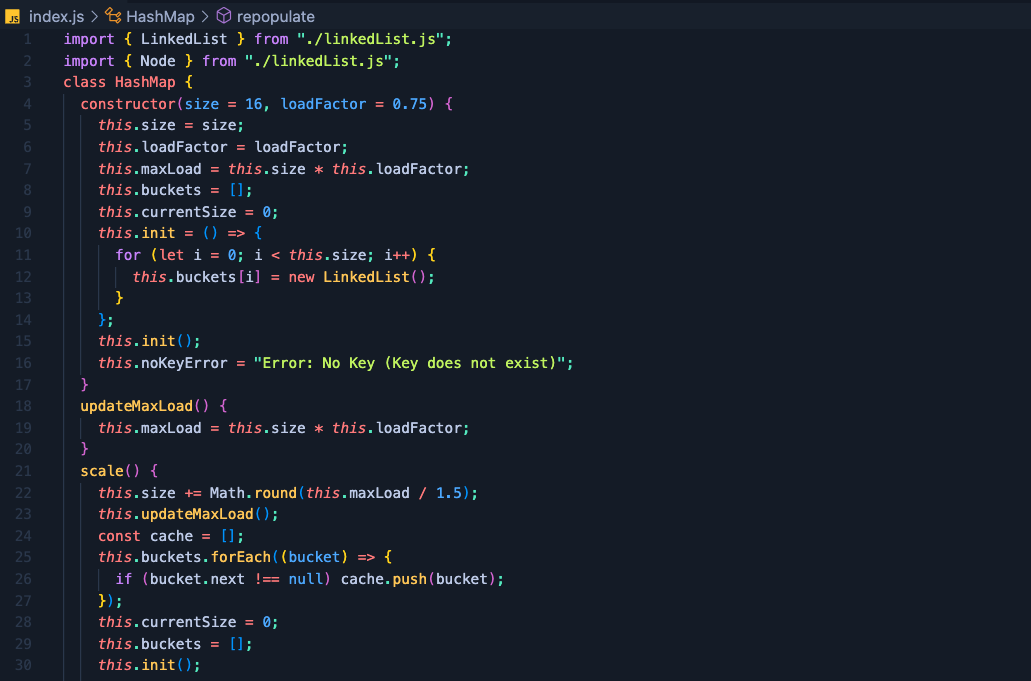 JS index.js > HashMap > repopulate
1 import { LinkedList } from "./linkedList.js";
2 import { Node } from "./linkedList.js";
3 class HashMap {
4 constructor(size = 16, loadFactor = 0.75) {
5 this.size = size;
6 this.loadFactor = loadFactor;
7 this.maxLoad = this.size * this.loadFactor;
8 this.buckets = [];
9 this.currentSize = 0;
10 this.init = () => {
11 for (let i = 0; i < this.size; i++) {
12 this.buckets[i] = new LinkedList();
13 }
14 };
15 this.init();
16 this.noKeyError = "Error: No Key (Key does not exist)";
17 }
18 updateMaxLoad() {
19 this.maxLoad = this.size * this.loadFactor;
20 }
21 scale() {
22 this.size += Math.round(this.maxLoad / 1.5);
23 this.updateMaxLoad();
24 const cache = [];
25 this.buckets.forEach((bucket) => {
26 if (bucket.next !== null) cache.push(bucket);
27 });
28 this.currentSize = 0;
29 this.buckets = [];
30 this.init();